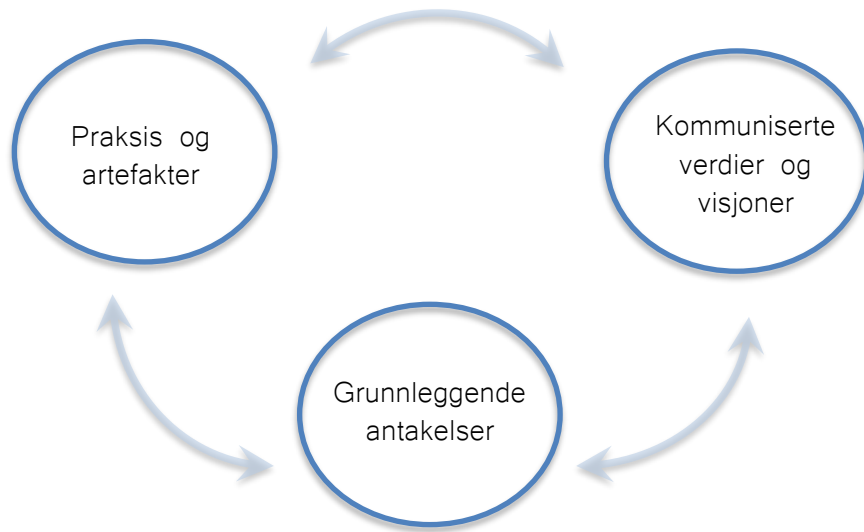 Praksis og
artefakter
Kommuniserte
verdier og
visjoner
Grunnleggende
antakelser